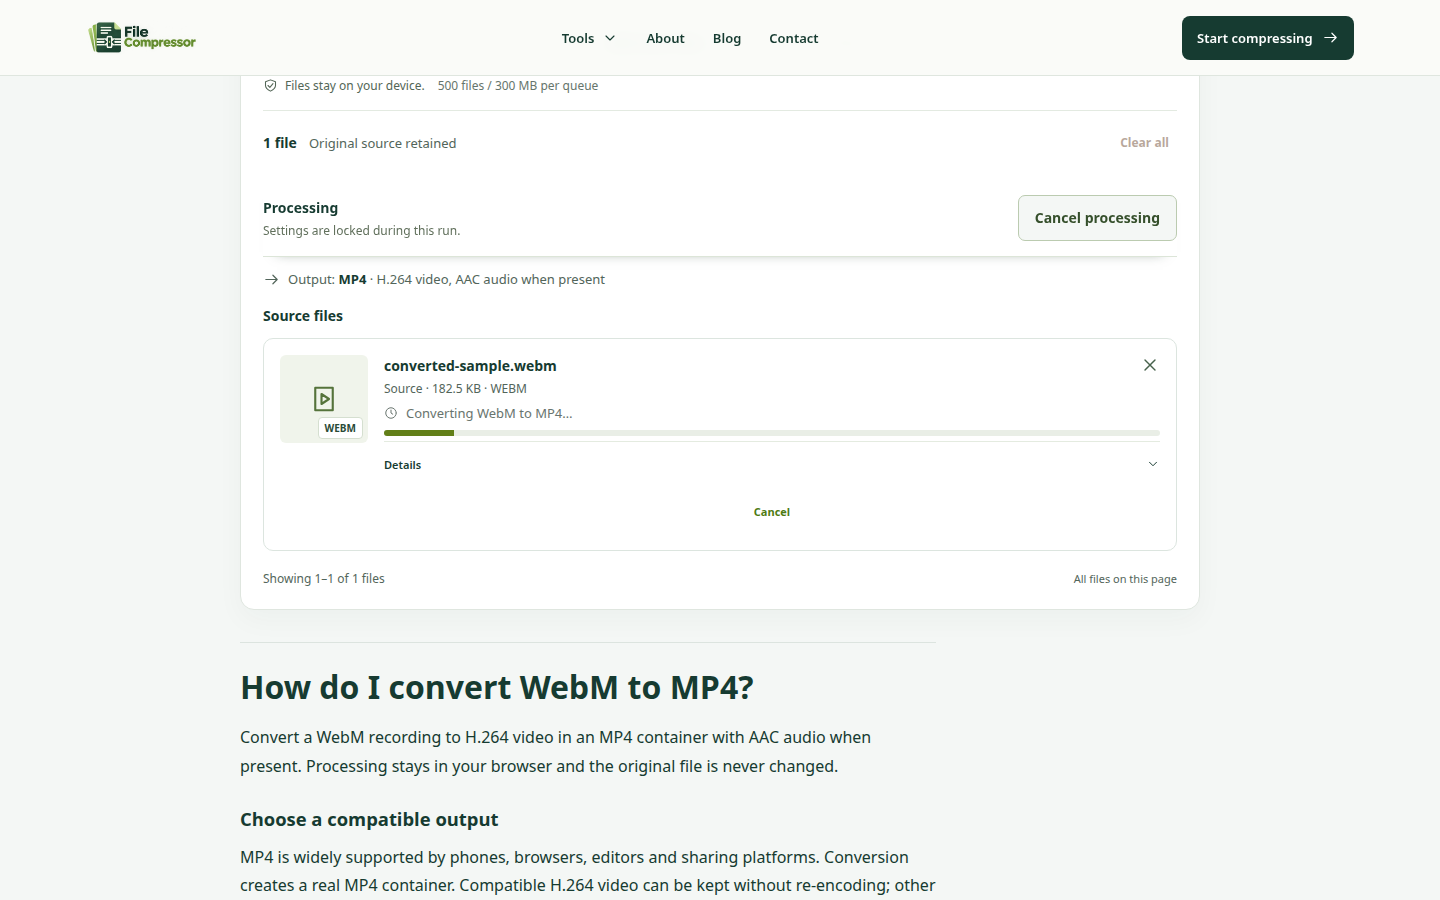 File
Compressor
Tools
About
Blog
Contact
Start compressing
Files stay on your device. 500 files / 300 MB per queue
1 file Original source retained
Clear all
Processing
Settings are locked during this run.
Cancel processing
Output: MP4 · H.264 video, AAC audio when present
Source files
WEBM
converted-sample.webm
Source · 182.5 KB · WEBM
Converting WebM to MP4...
Details
Cancel
Showing 1–1 of 1 files
All files on this page
How do I convert WebM to MP4?
Convert a WebM recording to H.264 video in an MP4 container with AAC audio when
present. Processing stays in your browser and the original file is never changed.
Choose a compatible output
MP4 is widely supported by phones, browsers, editors and sharing platforms. Conversion
creates a real MP4 container. Compatible H.264 video can be kept without re-encoding; other